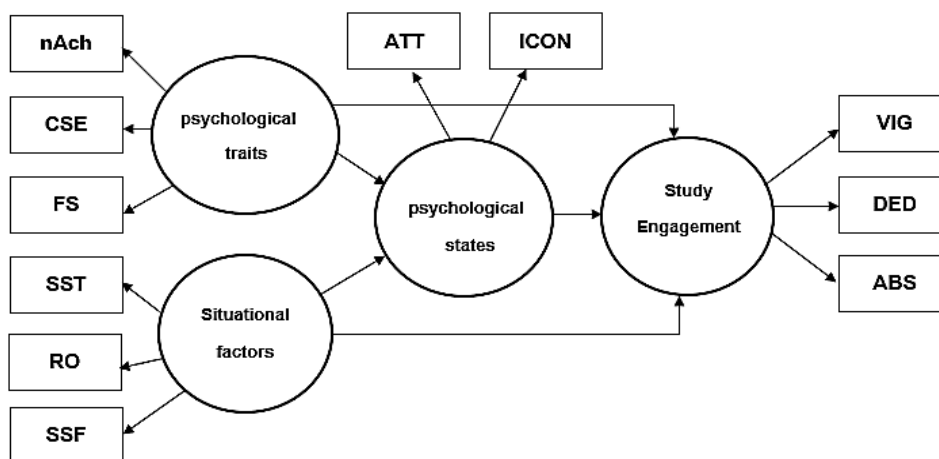 nAch
CSE
FS
SST
RO
SSF
psychological
traits
Situational
factors
ATT
ICON
psychological
states
Study
Engagement
VIG
DED
ABS